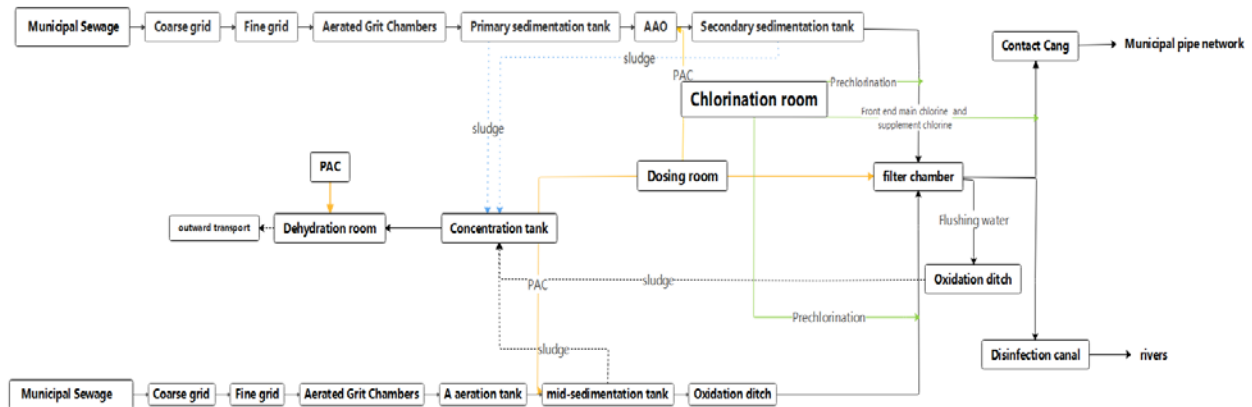 Municipal Sewage
Coarse grid
Fine grid
Aerated Grit Chambers
Primary sedimentation tank
AAO
Secondary sedimentation tank
Contact Cang
Municipal pipe network
sludge
PAC
Prechlorination
Chlorination room
Front end main chlorine and
supplement chlorine
sludge
PAC
Dosing room
filter chamber
outward transport
Dehydration room
Concentration tank
Flushing water
Oxidation ditch
sludge
PAC
Prechlorination
sludge
Disinfection canal
rivers
Municipal Sewage
Coarse grid
Fine grid
Aerated Grit Chambers
A aeration tank
mid-sedimentation tank
Oxidation ditch